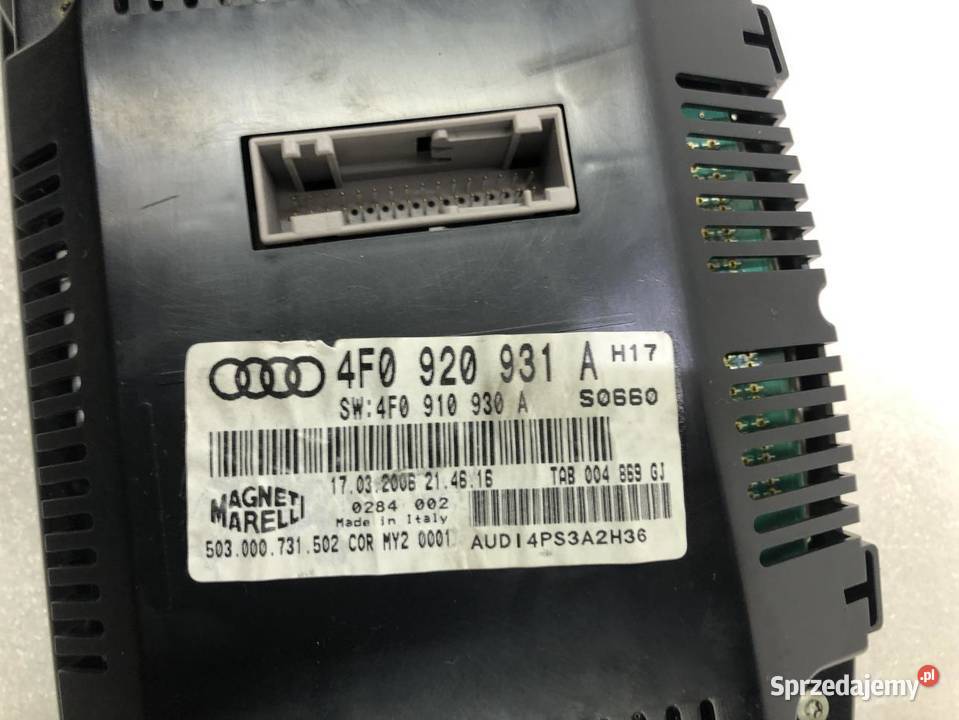 4F0 920 931 A H17
SW:4F0 910 930 A S0660
17.03.2006 21.46.16 TAB 004 869 GJ
MAGNETI MARELLI
0284 002
Made in Italy
503.000.731.502 COR MY2 0001 AUDI4PS3A2H36
Sprzedajemy.pl